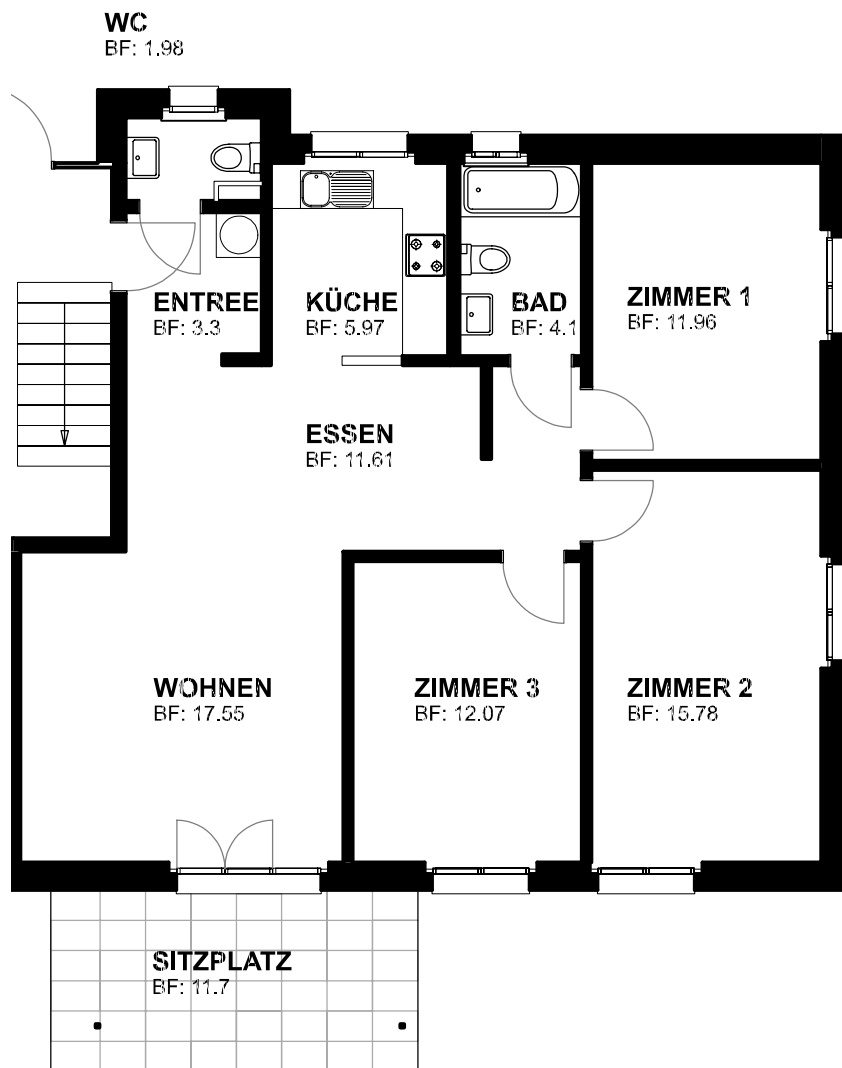 WC
BF: 1.98
ENTREE
BF: 3.3
KÜCHE
BF: 5.97
BAD
BF: 4.1
ZIMMER 1
BF: 11.96
ESSEN
BF: 11.61
WOHNEN
BF: 17.55
ZIMMER 3
BF: 12.07
ZIMMER 2
BF: 15.78
SITZPLATZ
BF: 11.7